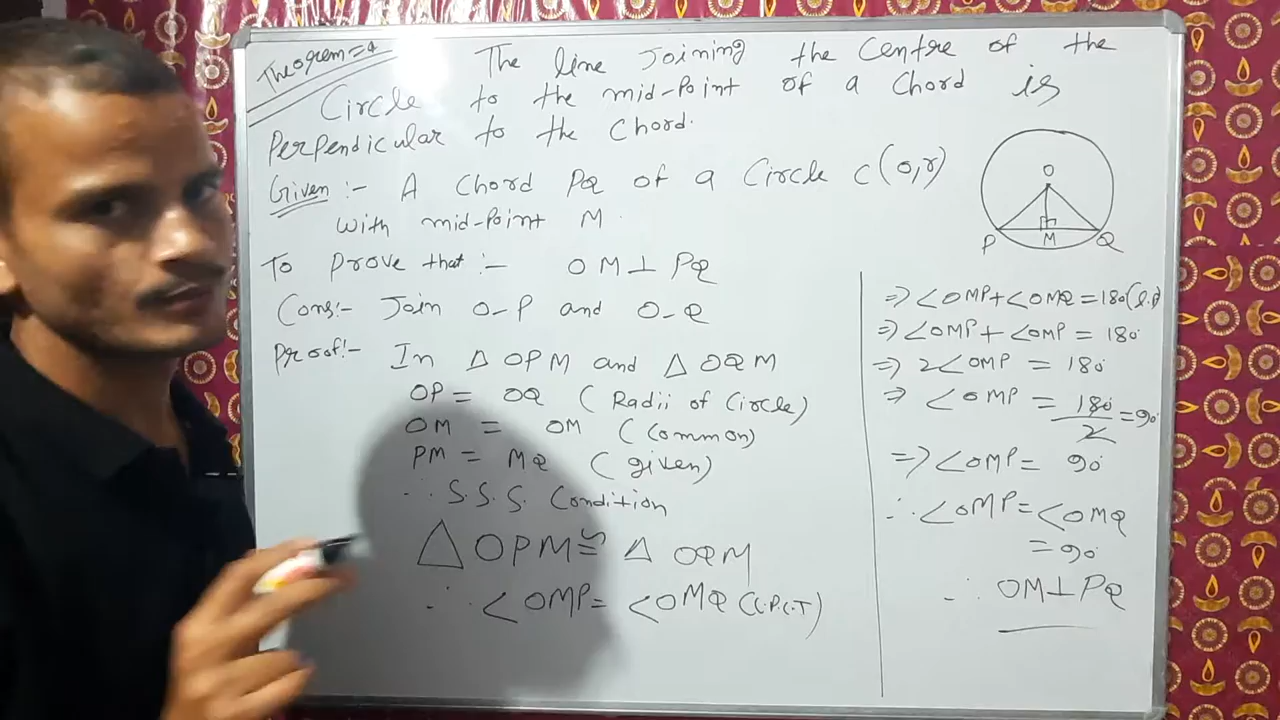 Theorem=4
The line Joining the Centre of the
Circle to the mid-Point of a Chord is
Perpendicular to the Chord.
Given :- A Chord PQ of a Circle C(O,r)
with mid-Point M.
To Prove that :- OM⊥PQ
Cons:- Join O-P and O-Q
Proof:- In △ OPM and △ OQM
OP = OQ (Radii of Circle)
OM = OM (Common)
PM = MQ (given)
∴ S.S.S. Condition
△OPM ≅ △ OQM
∴ ∠OMP = ∠OMQ (C.P.C.T)
O
P M Q
=> ∠OMP+∠OMQ = 180°(l.p)
=> ∠OMP + ∠OMP = 180°
=> 2∠OMP = 180°
=> ∠OMP = 180°/2 = 90°
=> ∠OMP = 90°
∴ ∠OMP = ∠OMQ
= 90°
∴ OM⊥PQ